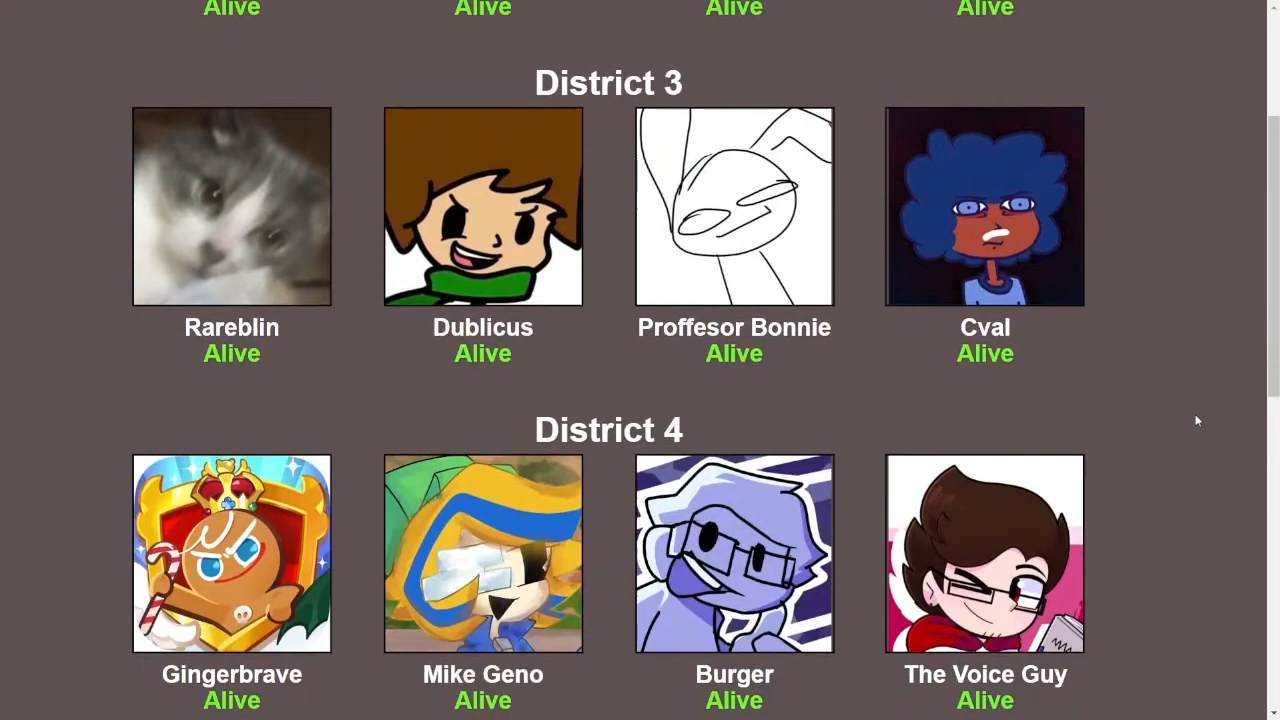 Alive Alive Alive Alive
District 3
Rareblin Dublicus Proffesor Bonnie Cval
Alive Alive Alive Alive
District 4
Gingerbrave Mike Geno Burger The Voice Guy
Alive Alive Alive Alive